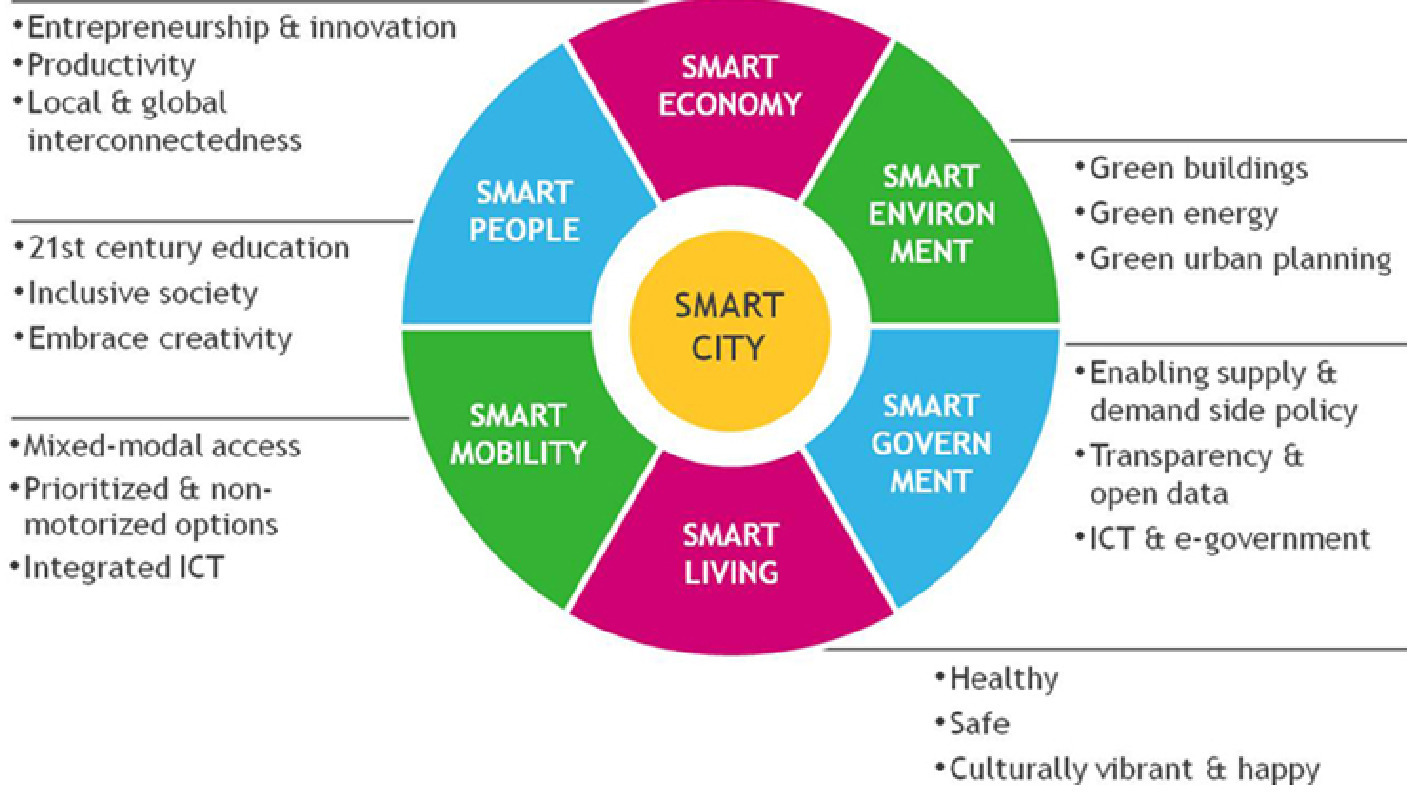 •Entrepreneurship & innovation
•Productivity
•Local & global
interconnectedness
SMART
ECONOMY
SMART
ENVIRON
MENT
•Green buildings
•Green energy
•Green urban planning
SMART
PEOPLE
•21st century education
•Inclusive society
•Embrace creativity
SMART
CITY
SMART
GOVERN
MENT
•Enabling supply &
demand side policy
•Transparency &
open data
•ICT & e-government
SMART
MOBILITY
•Mixed-modal access
•Prioritized & non-
motorized options
•Integrated ICT
SMART
LIVING
•Healthy
•Safe
•Culturally vibrant & happy